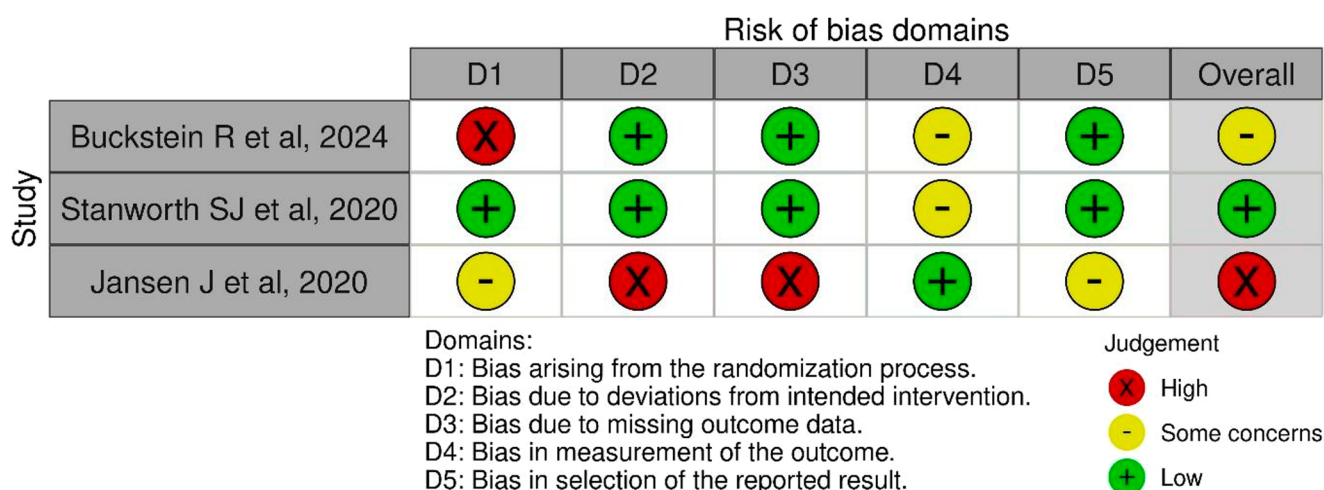 Risk of bias domains
D1 D2 D3 D4 D5 Overall
Study
Buckstein R et al, 2024 X + + - + -
Stanworth SJ et al, 2020 + + + - + +
Jansen J et al, 2020 - X X + - X
Domains:
D1: Bias arising from the randomization process.
D2: Bias due to deviations from intended intervention.
D3: Bias due to missing outcome data.
D4: Bias in measurement of the outcome.
D5: Bias in selection of the reported result.
Judgement
X High
- Some concerns
+ Low